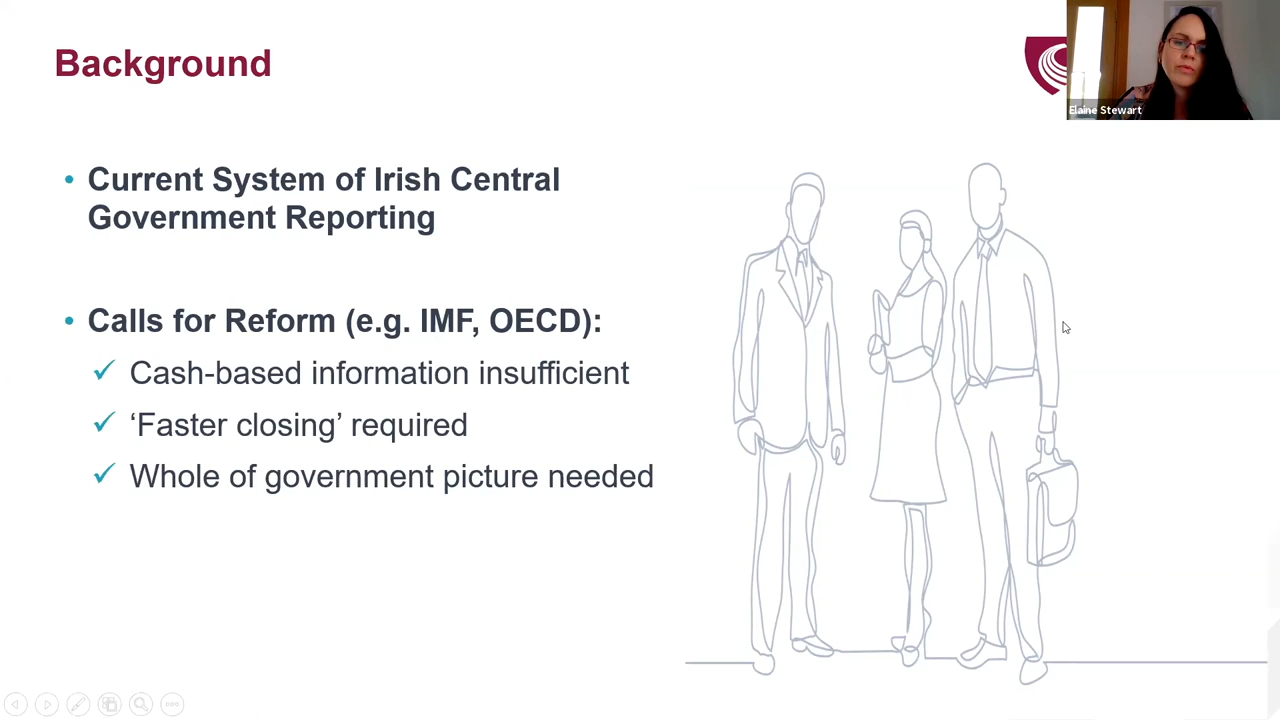 Background
Elaine Stewart
• Current System of Irish Central
Government Reporting
• Calls for Reform (e.g. IMF, OECD):
✓ Cash-based information insufficient
✓ ‘Faster closing’ required
✓ Whole of government picture needed